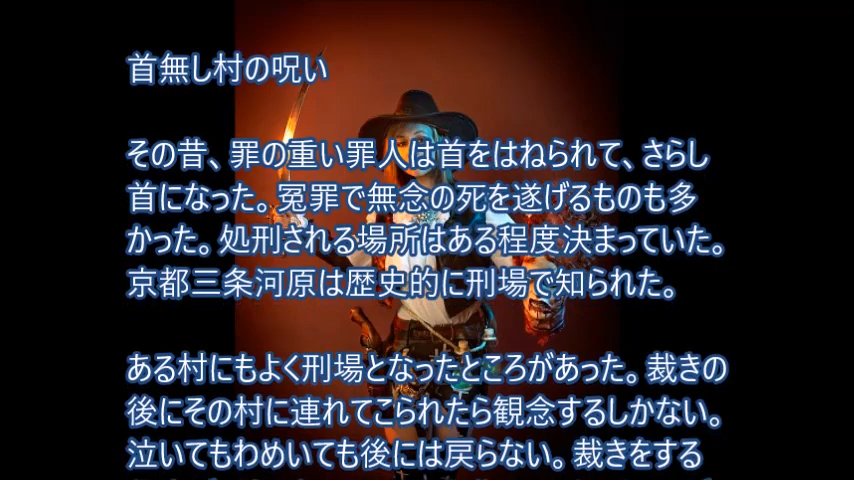 首無し村の呪い
その昔、罪の重い罪人は首をはねられて、さらし
首になった。冤罪で無念の死を遂げるものも多
かった。処刑される場所はある程度決まっていた。
京都三条河原は歴史的に刑場で知られた。
ある村にもよく刑場となったところがあった。裁きの
後にその村に連れてこられたら観念するしかない。
泣いてもわめいても後には戻らない。裁きをする